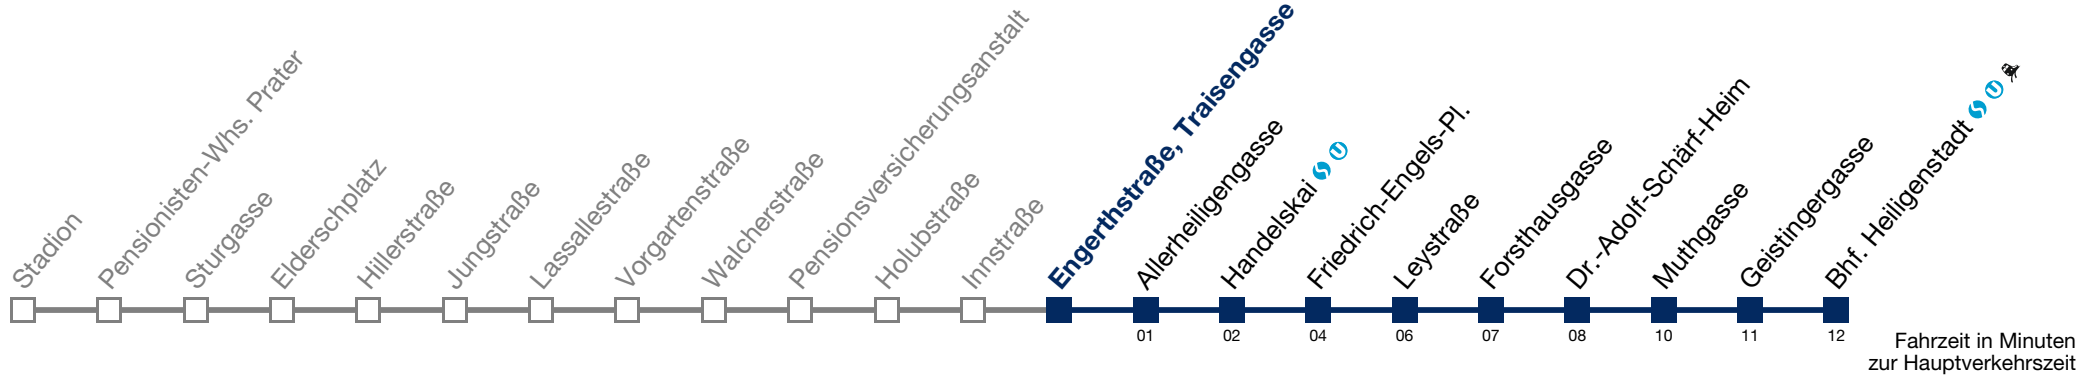 Stadion
Pensionisten-Whs. Prater
Sturgasse
Elderschplatz
Hillerstraße
Jungstraße
Lassallestraße
Vorgartenstraße
Walcherstraße
Pensionsversicherungsanstalt
Holubstraße
Innstraße
Engerthstraße, Traisengasse
Allerheiligengasse
Handelskai S U
Friedrich-Engels-Pl.
Leystraße
Forsthausgasse
Dr.-Adolf-Schärf-Heim
Muthgasse
Geistingergasse
Bhf. Heiligenstadt S U
01 02 04 06 07 08 10 11 12
Fahrzeit in Minuten
zur Hauptverkehrszeit